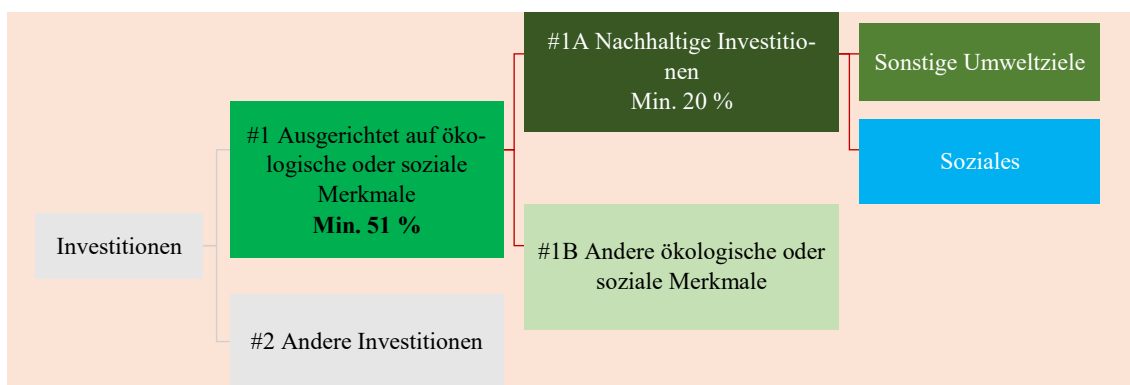 Investitionen
#1 Ausgerichtet auf öko-
logische oder soziale
Merkmale
Min. 51 %
#2 Andere Investitionen
#1A Nachhaltige Investitio-
nen
Min. 20 %
#1B Andere ökologische oder
soziale Merkmale
Sonstige Umweltziele
Soziales